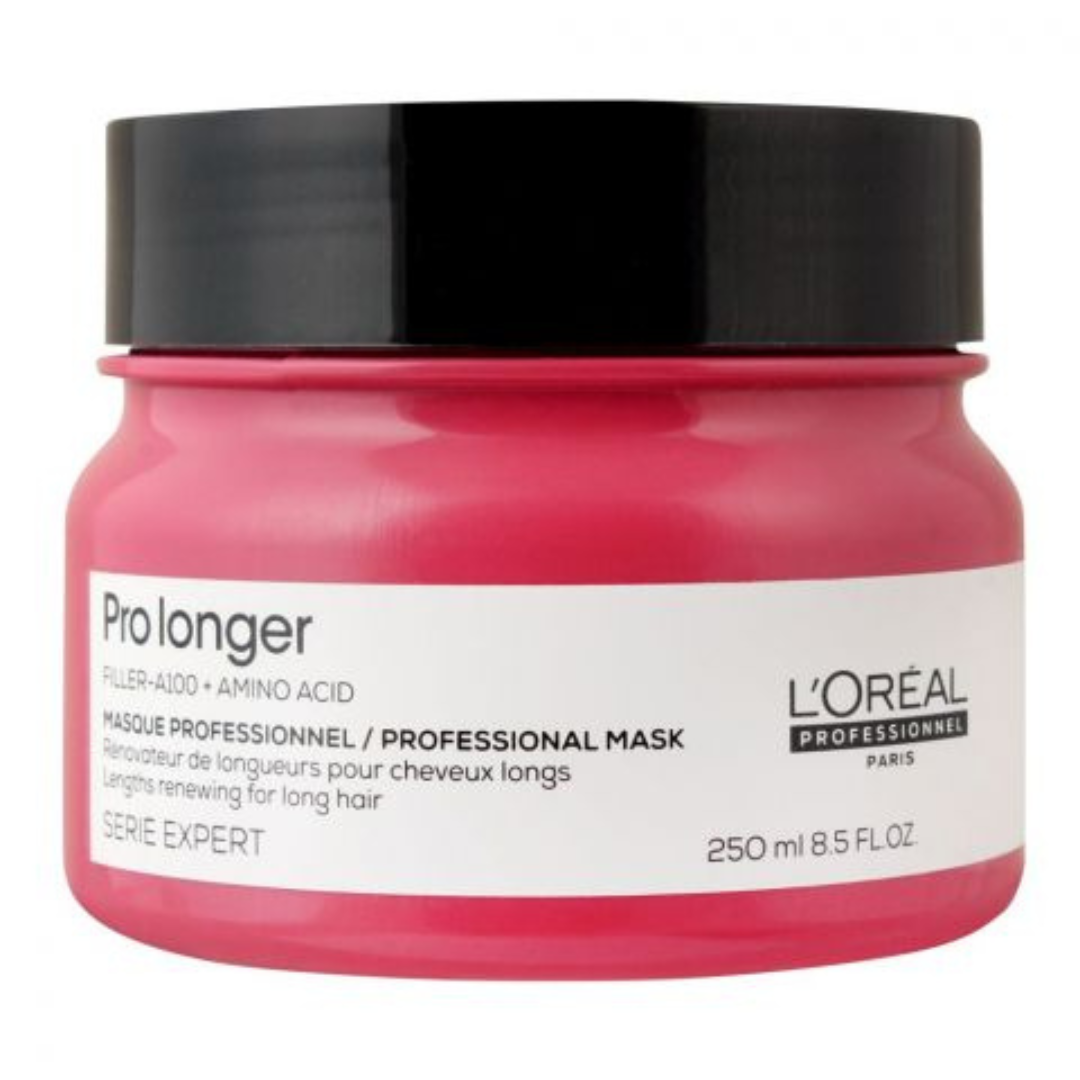 Pro longer
FILLER-A100 + AMINO ACID
MASQUE PROFESSIONNEL / PROFESSIONAL MASK
Rénovateur de longueurs pour cheveux longs
Lengths renewing for long hair
SERIE EXPERT
L'ORÉAL
PROFESSIONNEL
PARIS
250 ml 8.5 FL.OZ.